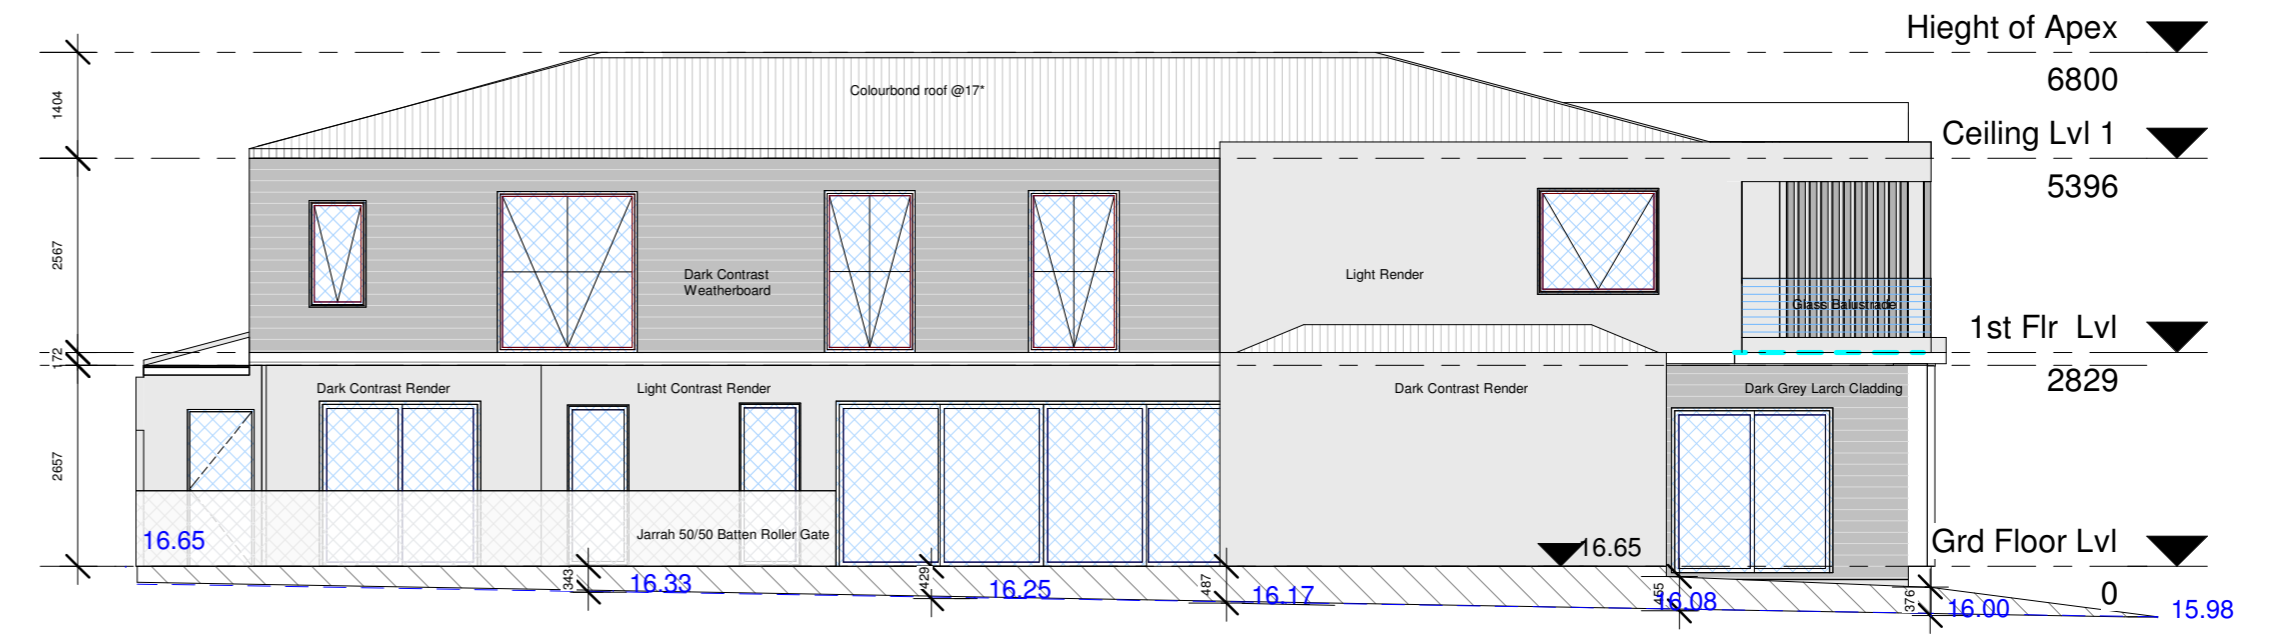 Hieght of Apex
6800
1404
Colourbond roof @17*
Ceiling Lvl 1
5396
2567
Dark Contrast
Weatherboard
Light Render
Glass Balustrade
1st Flr Lvl
2829
172
Dark Contrast Render
Light Contrast Render
Dark Contrast Render
Dark Grey Larch Cladding
2657
Jarrah 50/50 Batten Roller Gate
16.65
16.65
Grd Floor Lvl
0
343
16.33
429
16.25
487
16.17
16.08
376
16.00
15.98